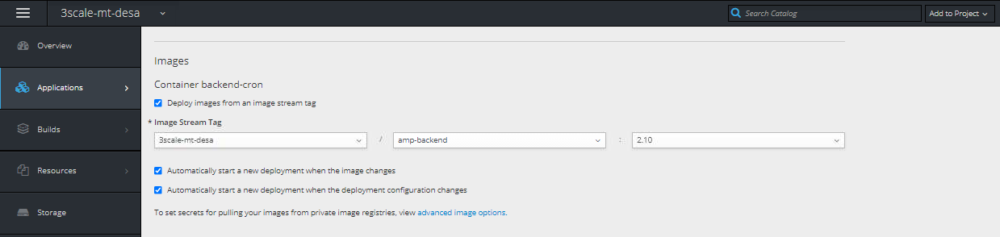 3scale-mt-desa
Search Catalog
Add to Project
Overview
Applications
Builds
Resources
Storage
Images
Container backend-cron
Deploy images from an image stream tag
* Image Stream Tag
3scale-mt-desa / amp-backend : 2.10
Automatically start a new deployment when the image changes
Automatically start a new deployment when the deployment configuration changes
To set secrets for pulling your images from private image registries, view advanced image options.